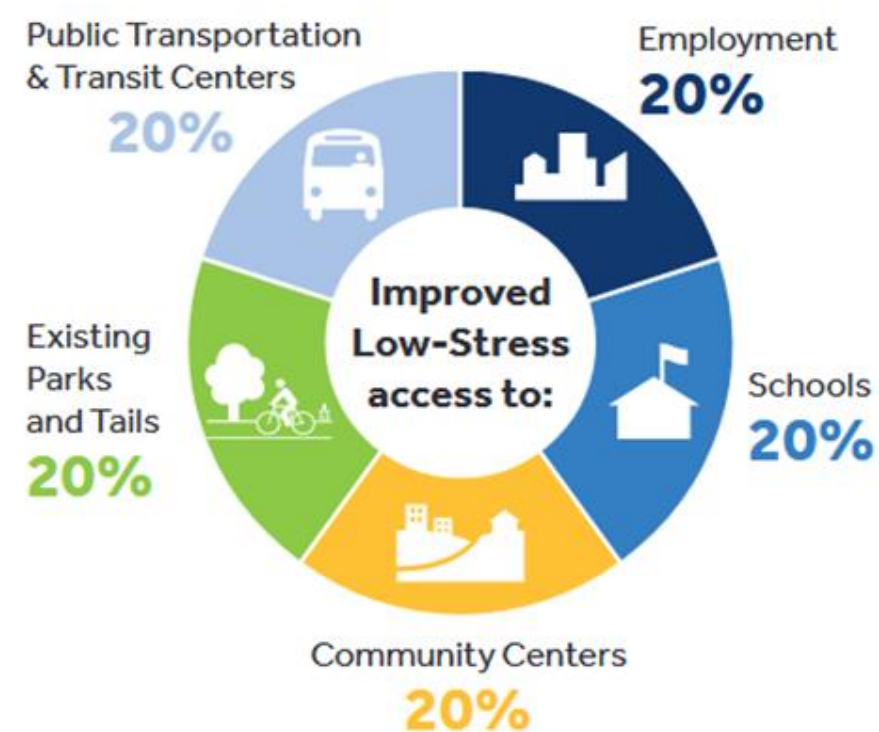 Public Transportation
& Transit Centers
20%
Employment
20%
Improved
Low-Stress
access to:
Existing
Parks
and Tails
20%
Schools
20%
Community Centers
20%